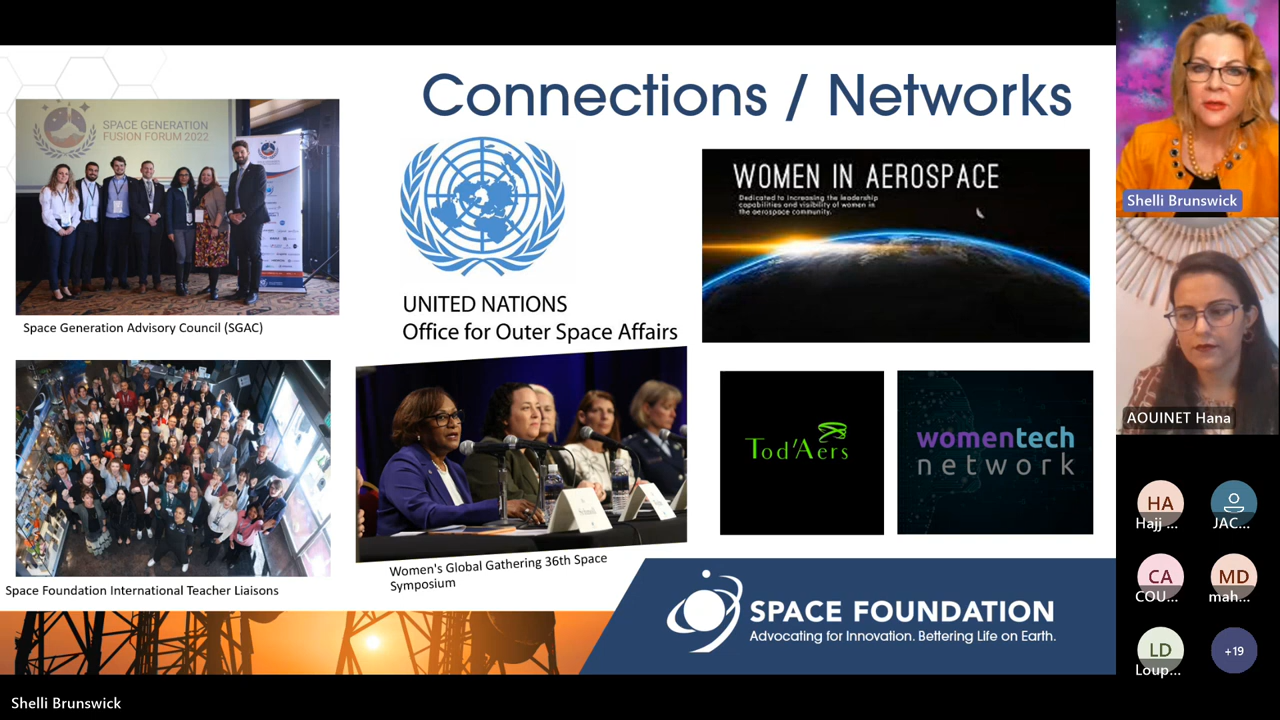 Connections / Networks
SPACE GENERATION
FUSION FORUM 2022
Space Generation Advisory Council (SGAC)
UNITED NATIONS
Office for Outer Space Affairs
WOMEN IN AEROSPACE
Dedicated to increasing the leadership
capabilities and visibility of women in
the aerospace community.
Space Foundation International Teacher Liaisons
Women's Global Gathering 36th Space
Symposium
Tod'Aers
womentech
network
SPACE FOUNDATION
Advocating for Innovation. Bettering Life on Earth.
Shelli Brunswick
AOUINET Hana
HA
Hajj ...
JAC...
CA
COU...
MD
mah...
LD
Loup...
+19
Shelli Brunswick